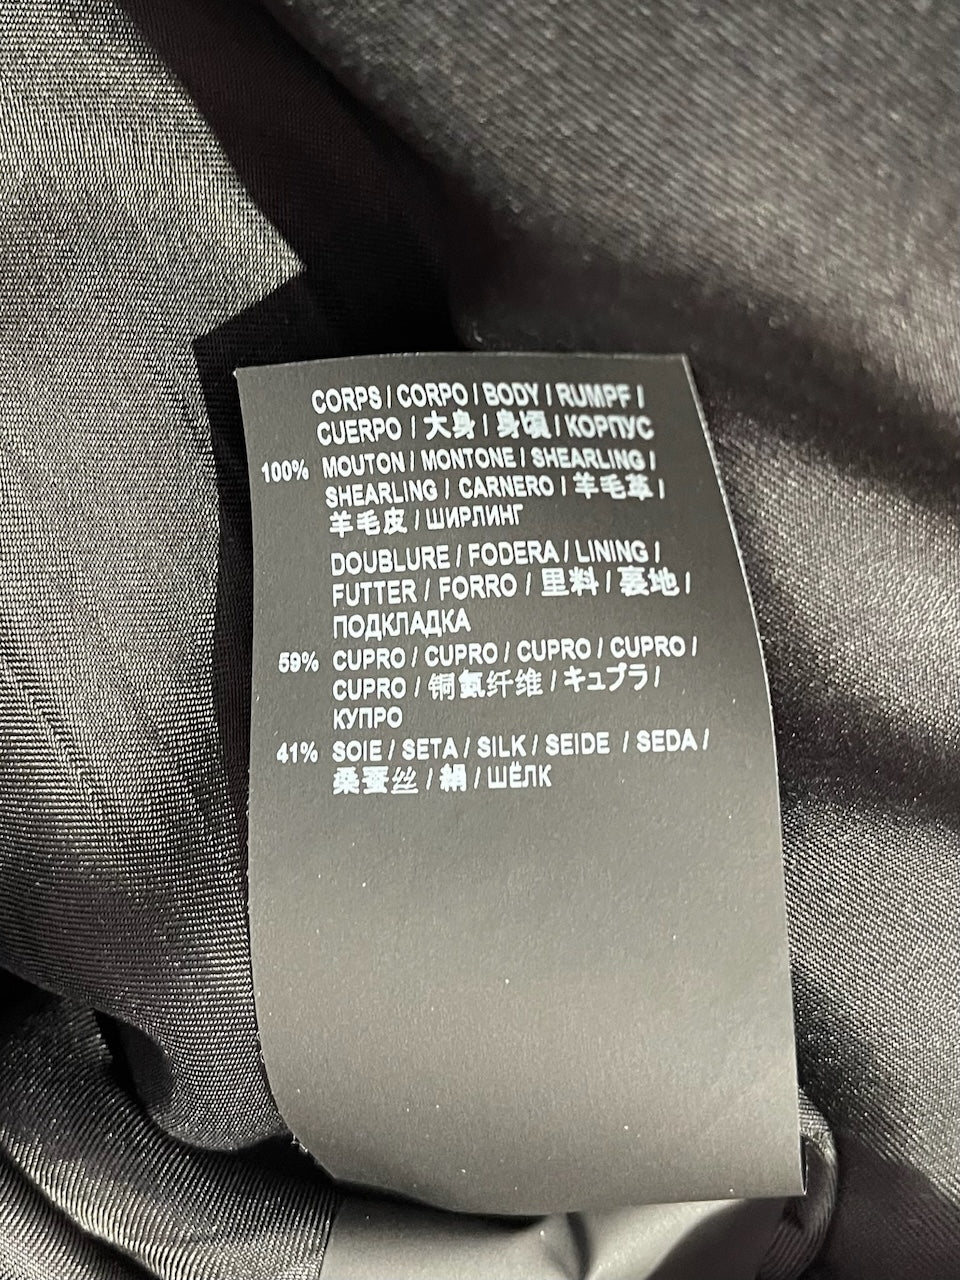 CORPS / CORPO / BODY / RUMPF /
CUERPO / 大身 / 身頃 / КОРПУС
100% MOUTON / MONTONE / SHEARLING /
SHEARLING / CARNERO / 羊毛革 /
羊毛皮 / ШИРЛИНГ
DOUBLURE / FODERA / LINING /
FUTTER / FORRO / 里料 / 裏地 /
ПОДКЛАДКА
59% CUPRO / CUPRO / CUPRO / CUPRO /
CUPRO / 铜氨纤维 / キュプラ /
КУПРО
41% SOIE / SETA / SILK / SEIDE / SEDA /
桑蚕丝 / 絹 / ШЁЛК